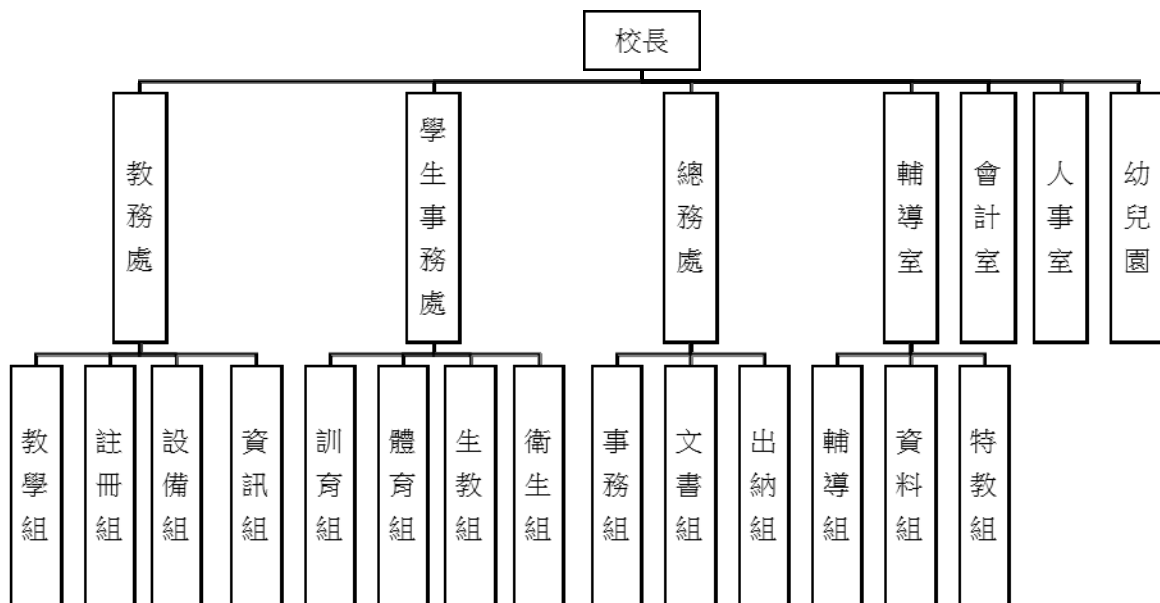 校長
教務處
學生事務處
總務處
輔導室
會計室
人事室
幼兒園
教學組
註冊組
設備組
資訊組
訓育組
體育組
生教組
衛生組
事務組
文書組
出納組
輔導組
資料組
特教組